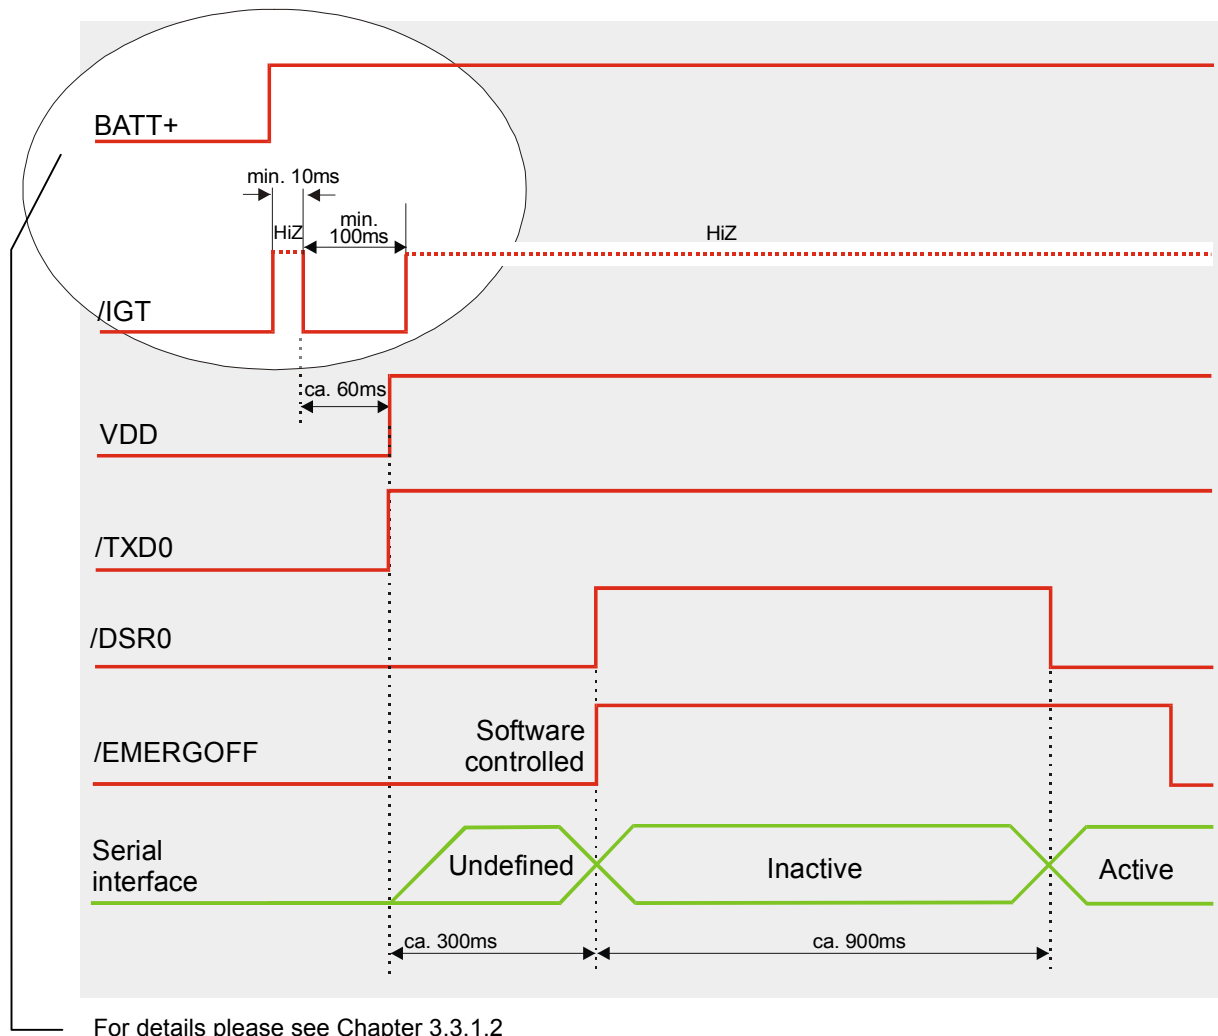 BATT+
min. 10ms
HiZ
min.
100ms
HiZ
/IGT
ca. 60ms
VDD
/TXD0
/DSR0
/EMERGOFF
Software
controlled
Serial
interface
Undefined
Inactive
Active
ca. 300ms
ca. 900ms
For details please see Chapter 3.3.1.2